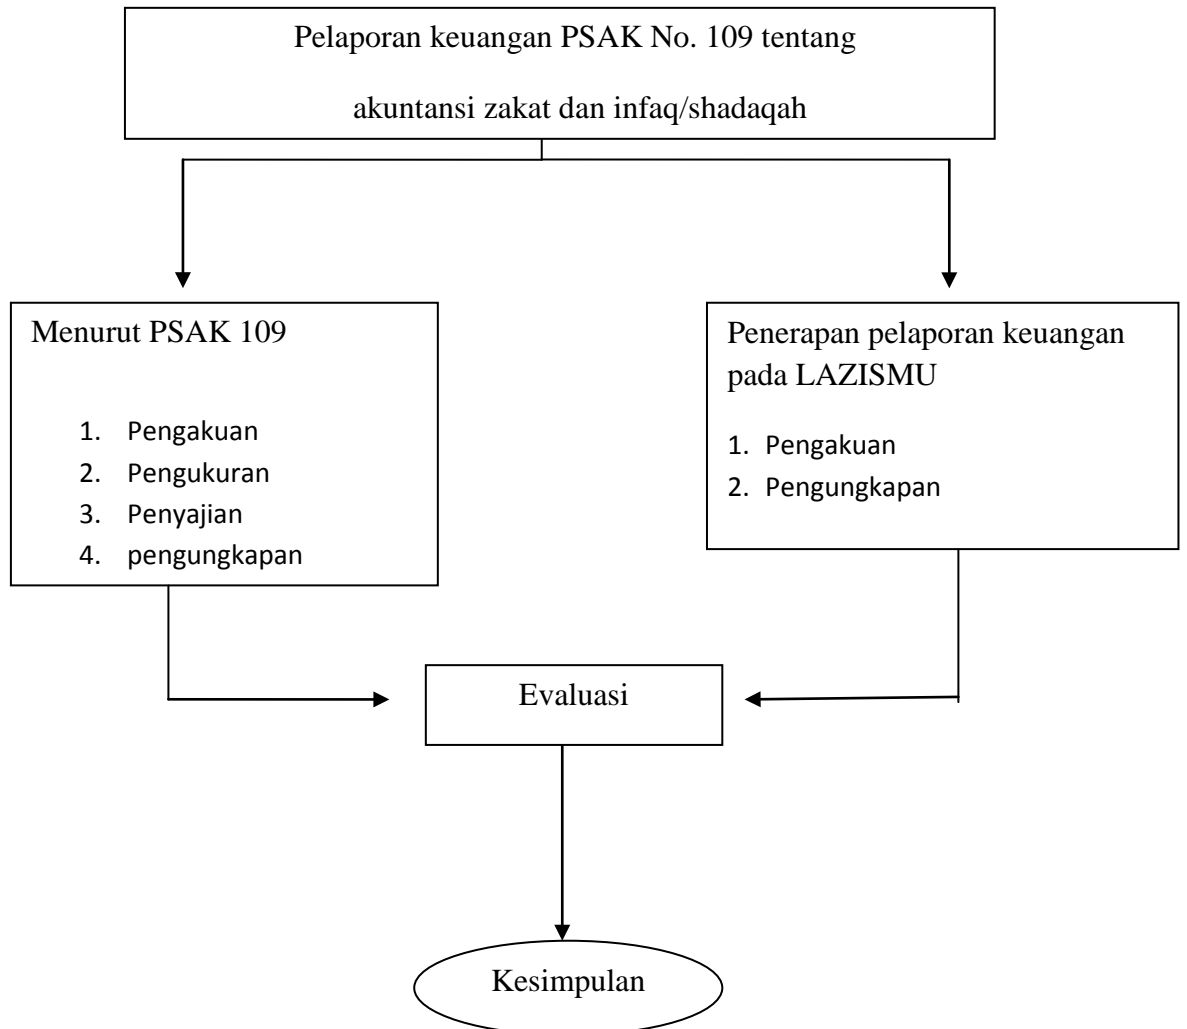 Pelaporan keuangan PSAK No. 109 tentang
akuntansi zakat dan infaq/shadaqah
Menurut PSAK 109
1. Pengakuan
2. Pengukuran
3. Penyajian
4. pengungkapan
Penerapan pelaporan keuangan
pada LAZISMU
1. Pengakuan
2. Pengungkapan
Evaluasi
Kesimpulan